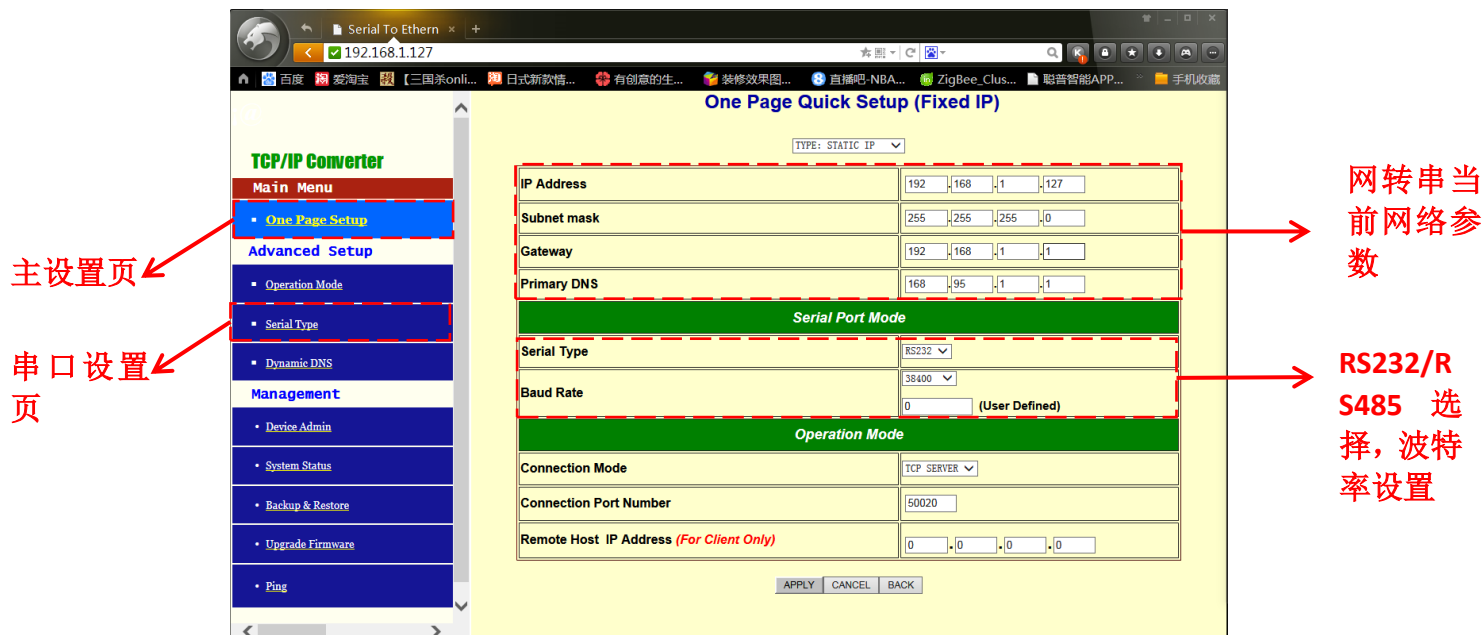 Serial To Ethern
192.168.1.127
百度 爱淘宝 【三国杀onli... 日式新款情... 有创意的生... 装修效果图... 直播吧-NBA... ZigBee_Clus... 聪普智能APP... 手机收藏
One Page Quick Setup (Fixed IP)
TYPE: STATIC IP
TCP/IP Converter
Main Menu
One Page Setup
Advanced Setup
Operation Mode
Serial Type
Dynamic DNS
Management
Device Admin
System Status
Backup & Restore
Upgrade Firmware
Ping
IP Address 192 .168 .1 .127
Subnet mask 255 .255 .255 .0
Gateway 192 .168 .1 .1
Primary DNS 168 .95 .1 .1
Serial Port Mode
Serial Type RS232
Baud Rate 38400
0 (User Defined)
Operation Mode
Connection Mode TCP SERVER
Connection Port Number 50020
Remote Host IP Address (For Client Only) 0 .0 .0 .0
APPLY CANCEL BACK
主设置页
串口设置
页
网转串当
前网络参
数
RS232/R
S485 选
择，波特
率设置